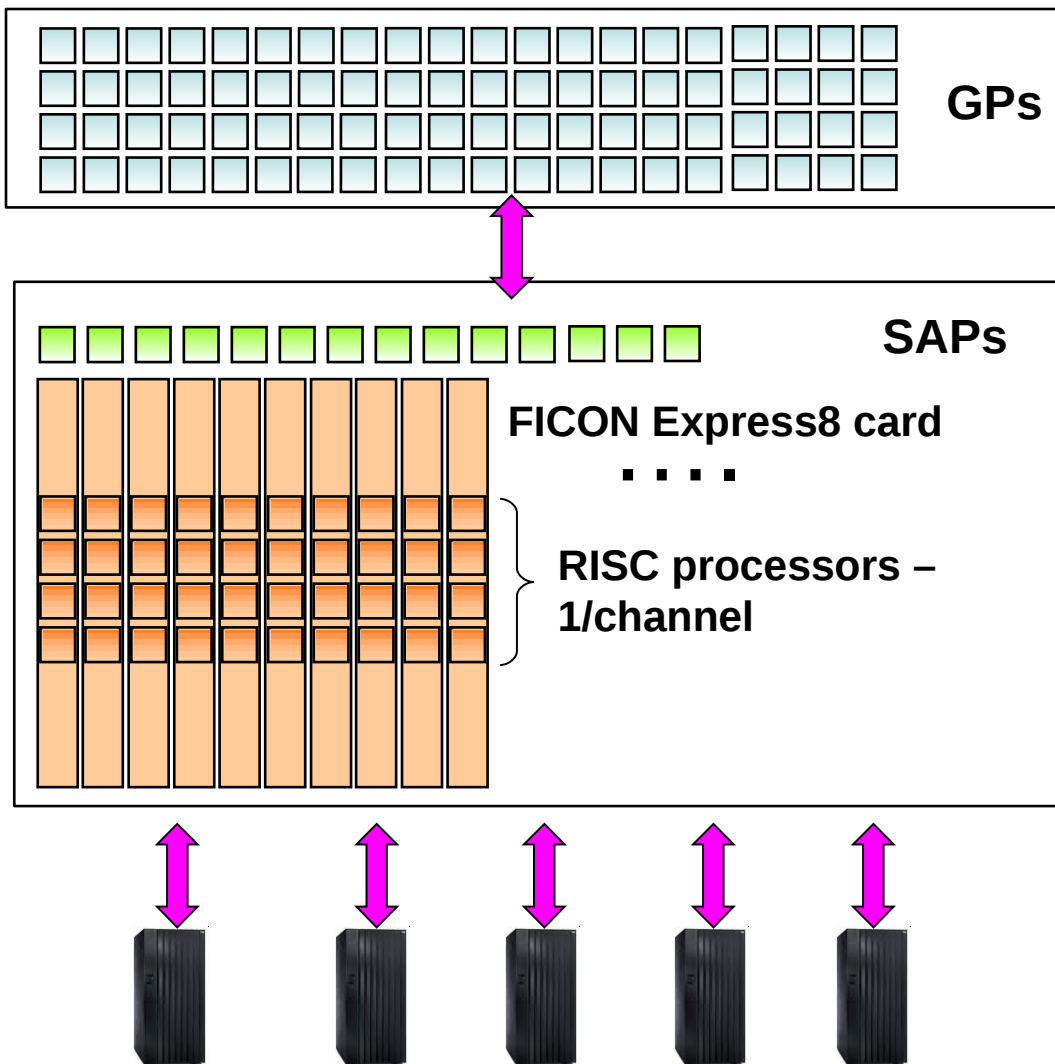 GPs
SAPs
FICON Express8 card
. . . .
RISC processors –
1/channel